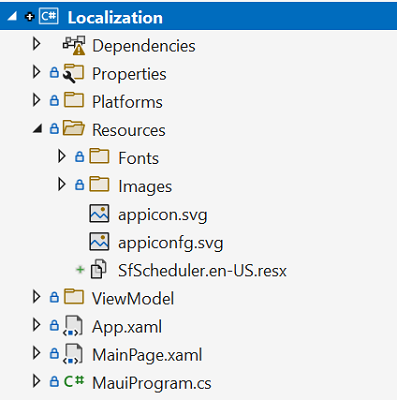 C# Localization
Dependencies
Properties
Platforms
Resources
Fonts
Images
appicon.svg
appiconfg.svg
SfScheduler.en-US.resx
ViewModel
App.xaml
MainPage.xaml
C# MauiProgram.cs